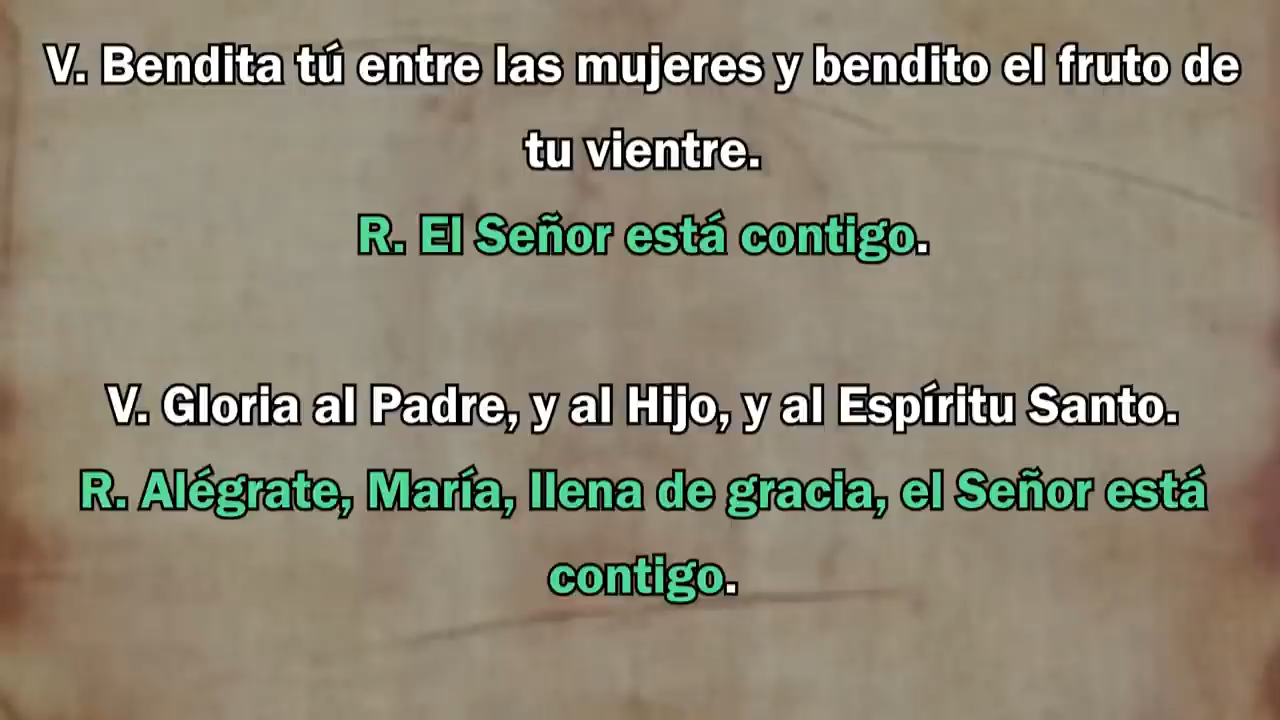 V. Bendita tú entre las mujeres y bendito el fruto de
tu vientre.
R. El Señor está contigo.
V. Gloria al Padre, y al Hijo, y al Espíritu Santo.
R. Alégrate, María, llena de gracia, el Señor está
contigo.